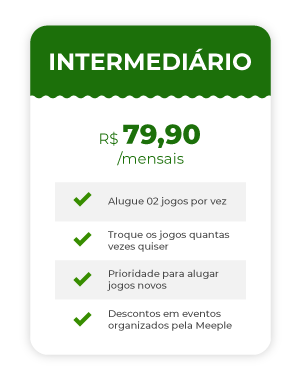 INTERMEDIÁRIO
R$ 79,90
/mensais
Alugue 02 jogos por vez
Troque os jogos quantas
vezes quiser
Prioridade para alugar
jogos novos
Descontos em eventos
organizados pela Meeple